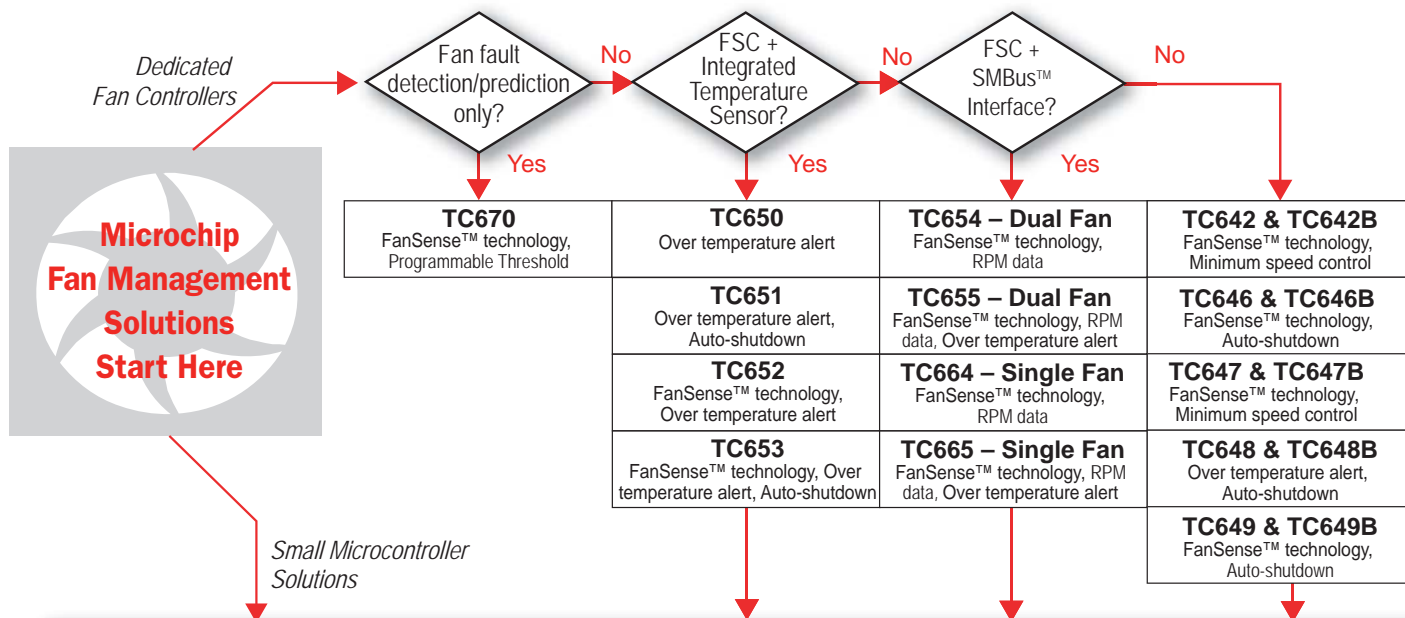 Dedicated
Fan Controllers
Fan fault
detection/prediction
only?
No
Yes
FSC +
Integrated
Temperature
Sensor?
No
Yes
FSC +
SMBus™
Interface?
No
Yes
Microchip
Fan Management
Solutions
Start Here
TC670
FanSense™ technology,
Programmable Threshold
TC650
Over temperature alert
TC651
Over temperature alert,
Auto-shutdown
TC652
FanSense™ technology,
Over temperature alert
TC653
FanSense™ technology, Over
temperature alert, Auto-shutdown
TC654 – Dual Fan
FanSense™ technology,
RPM data
TC655 – Dual Fan
FanSense™ technology, RPM
data, Over temperature alert
TC664 – Single Fan
FanSense™ technology,
RPM data
TC665 – Single Fan
FanSense™ technology, RPM
data, Over temperature alert
TC642 & TC642B
FanSense™ technology,
Minimum speed control
TC646 & TC646B
FanSense™ technology,
Auto-shutdown
TC647 & TC647B
FanSense™ technology,
Minimum speed control
TC648 & TC648B
Over temperature alert,
Auto-shutdown
TC649 & TC649B
FanSense™ technology,
Auto-shutdown
Small Microcontroller
Solutions